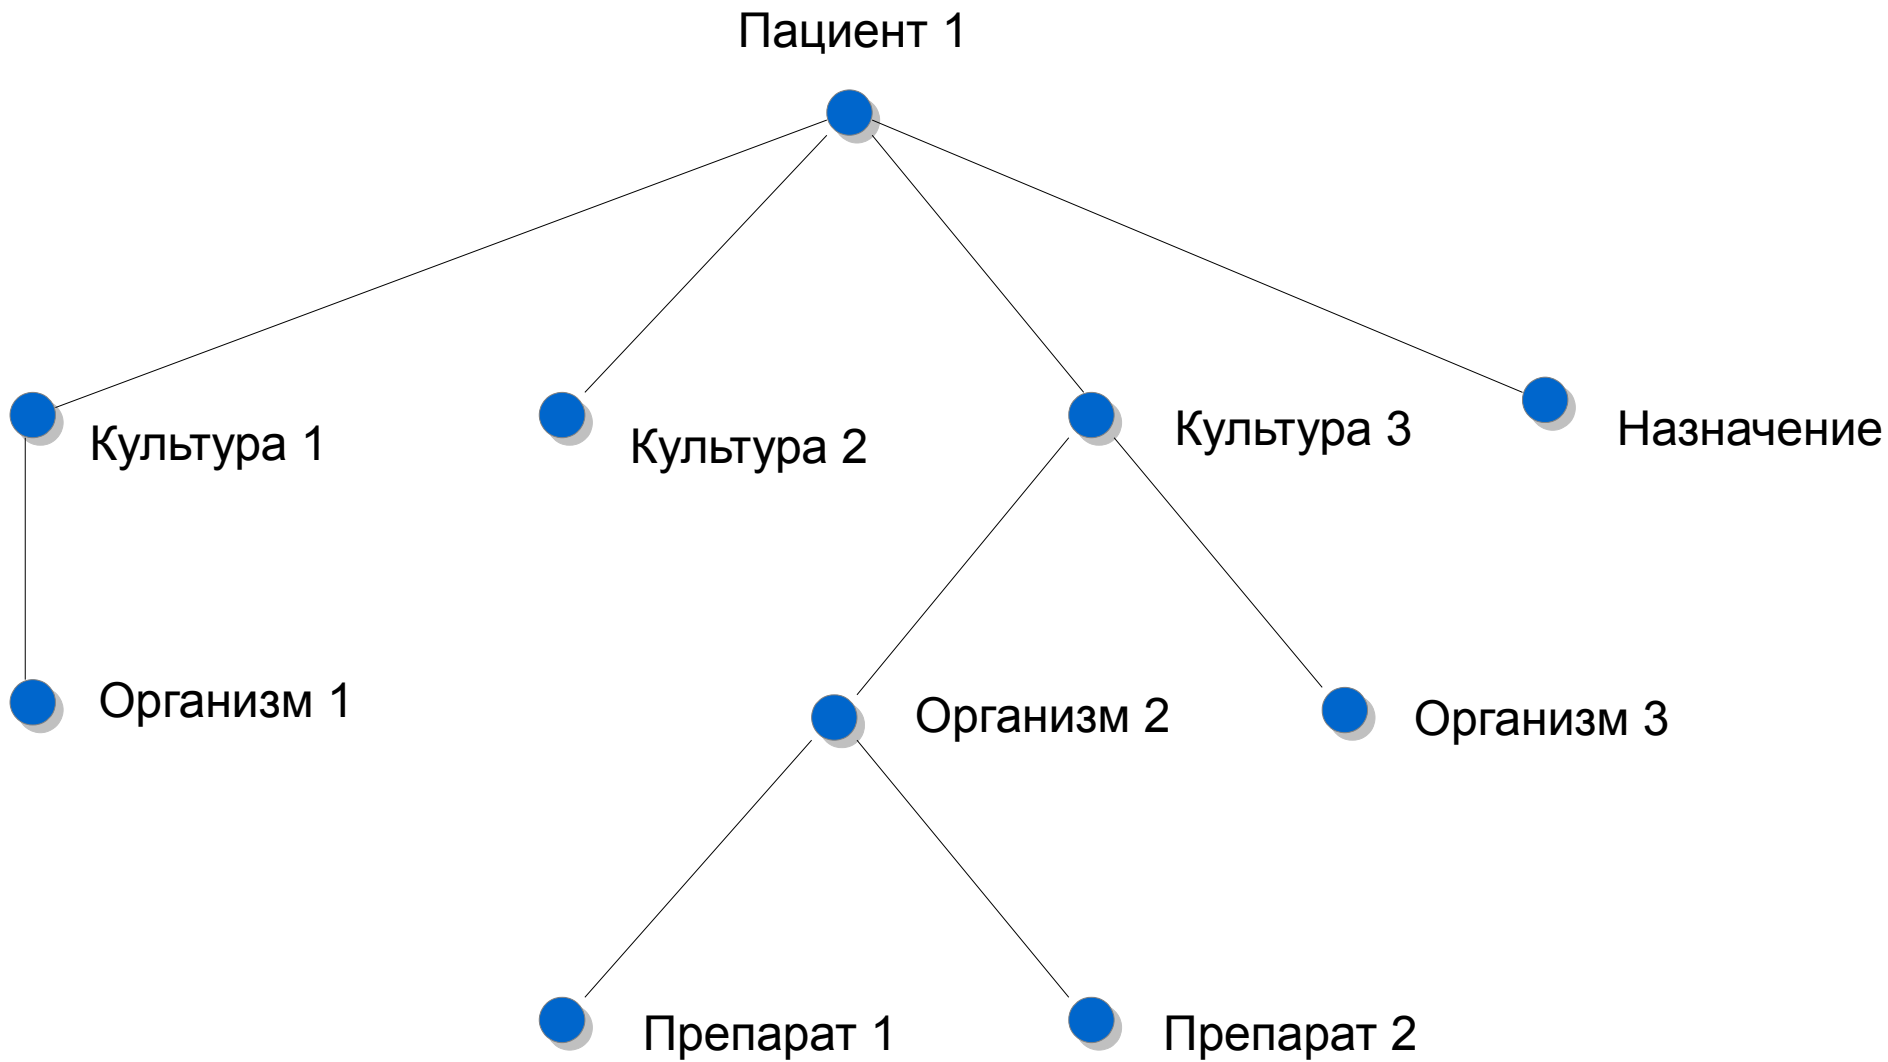 Пациент 1
Культура 1
Культура 2
Культура 3
Назначение
Организм 1
Организм 2
Организм 3
Препарат 1
Препарат 2